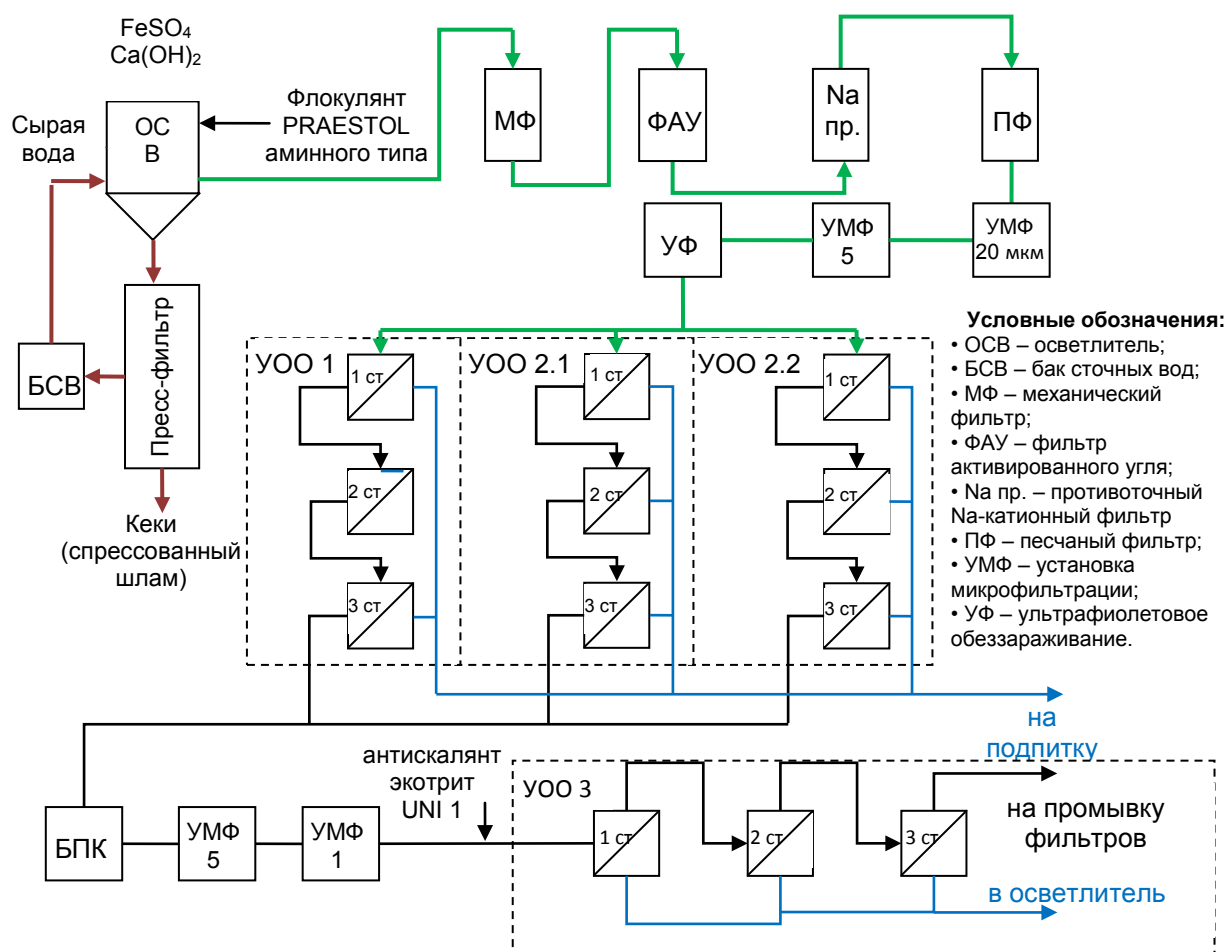 FeSO₄
Ca(OH)₂
Флокулянт
PRAESTOL
аминного типа
Сырая
вода
ОС
В
МФ
ФАУ
Na
пр.
ПФ
УФ
УМФ
5
УМФ
20 мкм
БСВ
Пресс-фильтр
Кеки
(спрессованный
шлам)
УОО 1
УОО 2.1
УОО 2.2
1 ст
1 ст
1 ст
2 ст
2 ст
2 ст
3 ст
3 ст
3 ст
Условные обозначения:
• ОСВ – осветлитель;
• БСВ – бак сточных вод;
• МФ – механический
фильтр;
• ФАУ – фильтр
активированного угля;
• Na пр. – противоточный
Na-катионный фильтр
• ПФ – песчаный фильтр;
• УМФ – установка
микрофильтрации;
• УФ – ультрафиолетовое
обеззараживание.
на
подпитку
антискалянт
экотрит
UNI 1
БПК
УМФ
5
УМФ
1
УОО 3
1 ст
2 ст
3 ст
на промывку
фильтров
в осветлитель